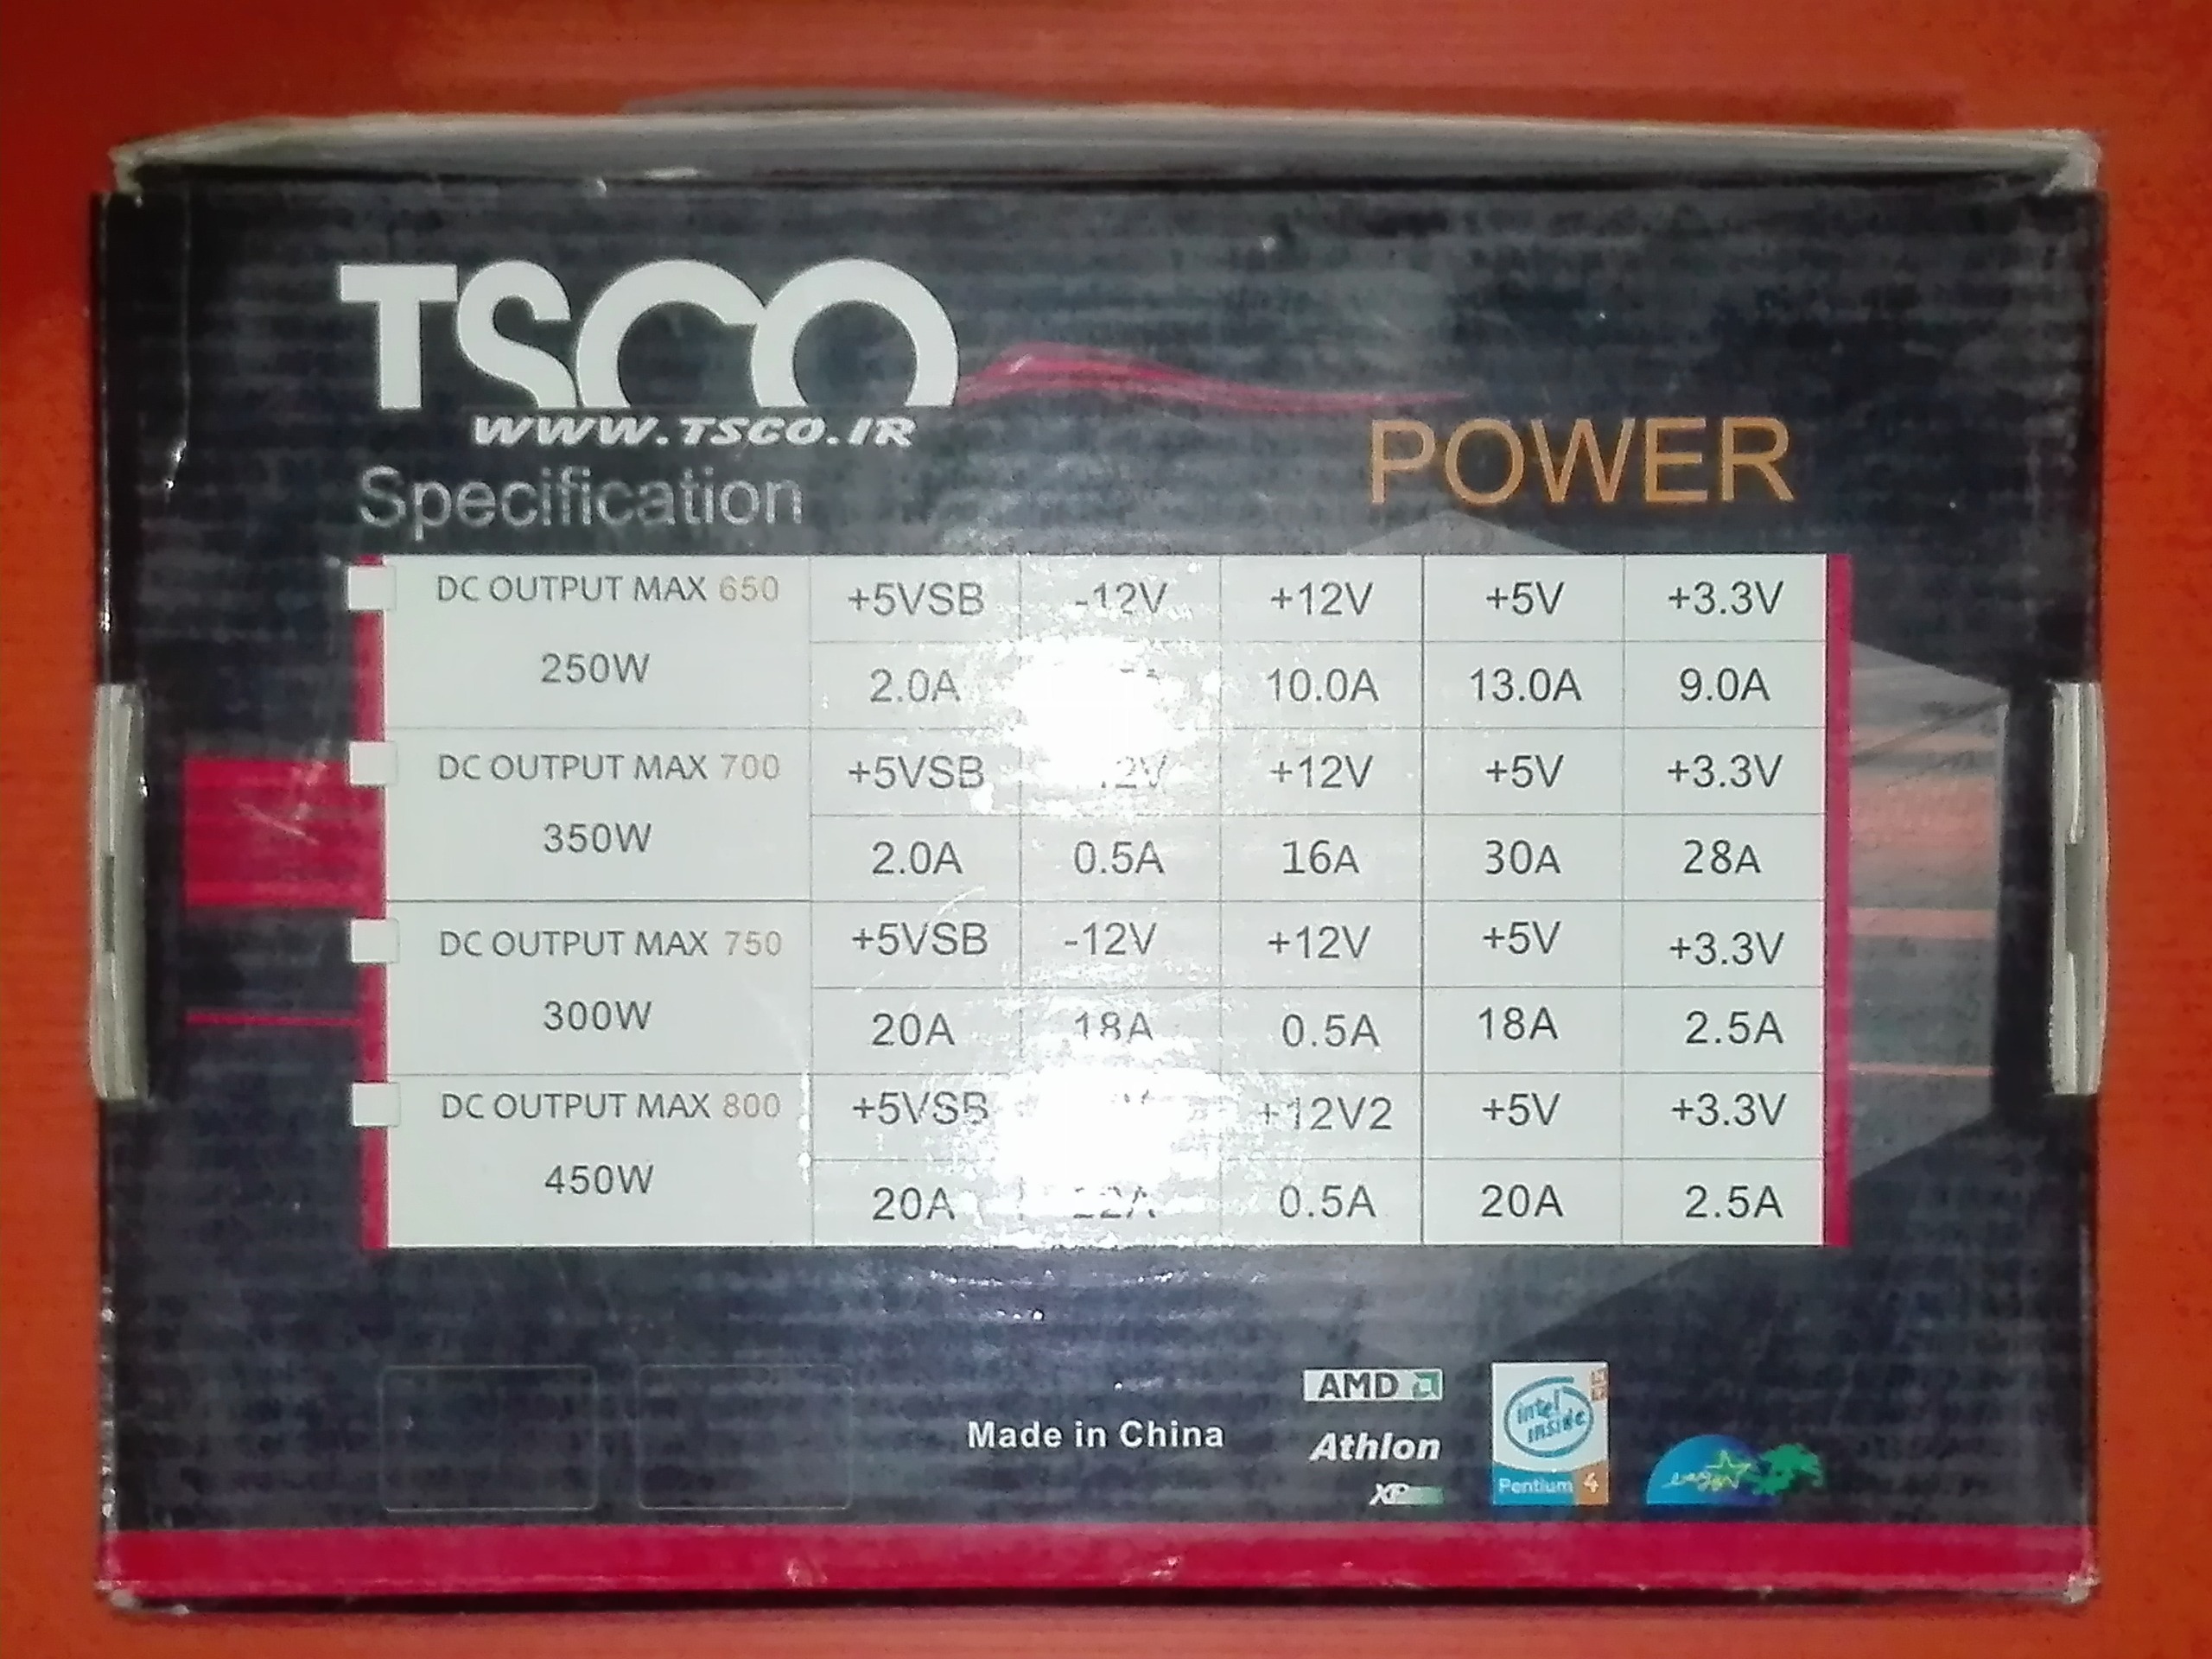 TSCO
WWW.TSCO.IR
Specification
POWER
DC OUTPUT MAX 650 +5VSB -12V +12V +5V +3.3V
250W 2.0A 10.0A 13.0A 9.0A
DC OUTPUT MAX 700 +5VSB +12V +5V +3.3V
350W 2.0A 0.5A 16A 30A 28A
DC OUTPUT MAX 750 +5VSB -12V +12V +5V +3.3V
300W 20A 18A 0.5A 18A 2.5A
DC OUTPUT MAX 800 +5VSB +12V2 +5V +3.3V
450W 20A 22A 0.5A 20A 2.5A
Made in China
AMD
Athlon
XP
intel
inside
Pentium 4